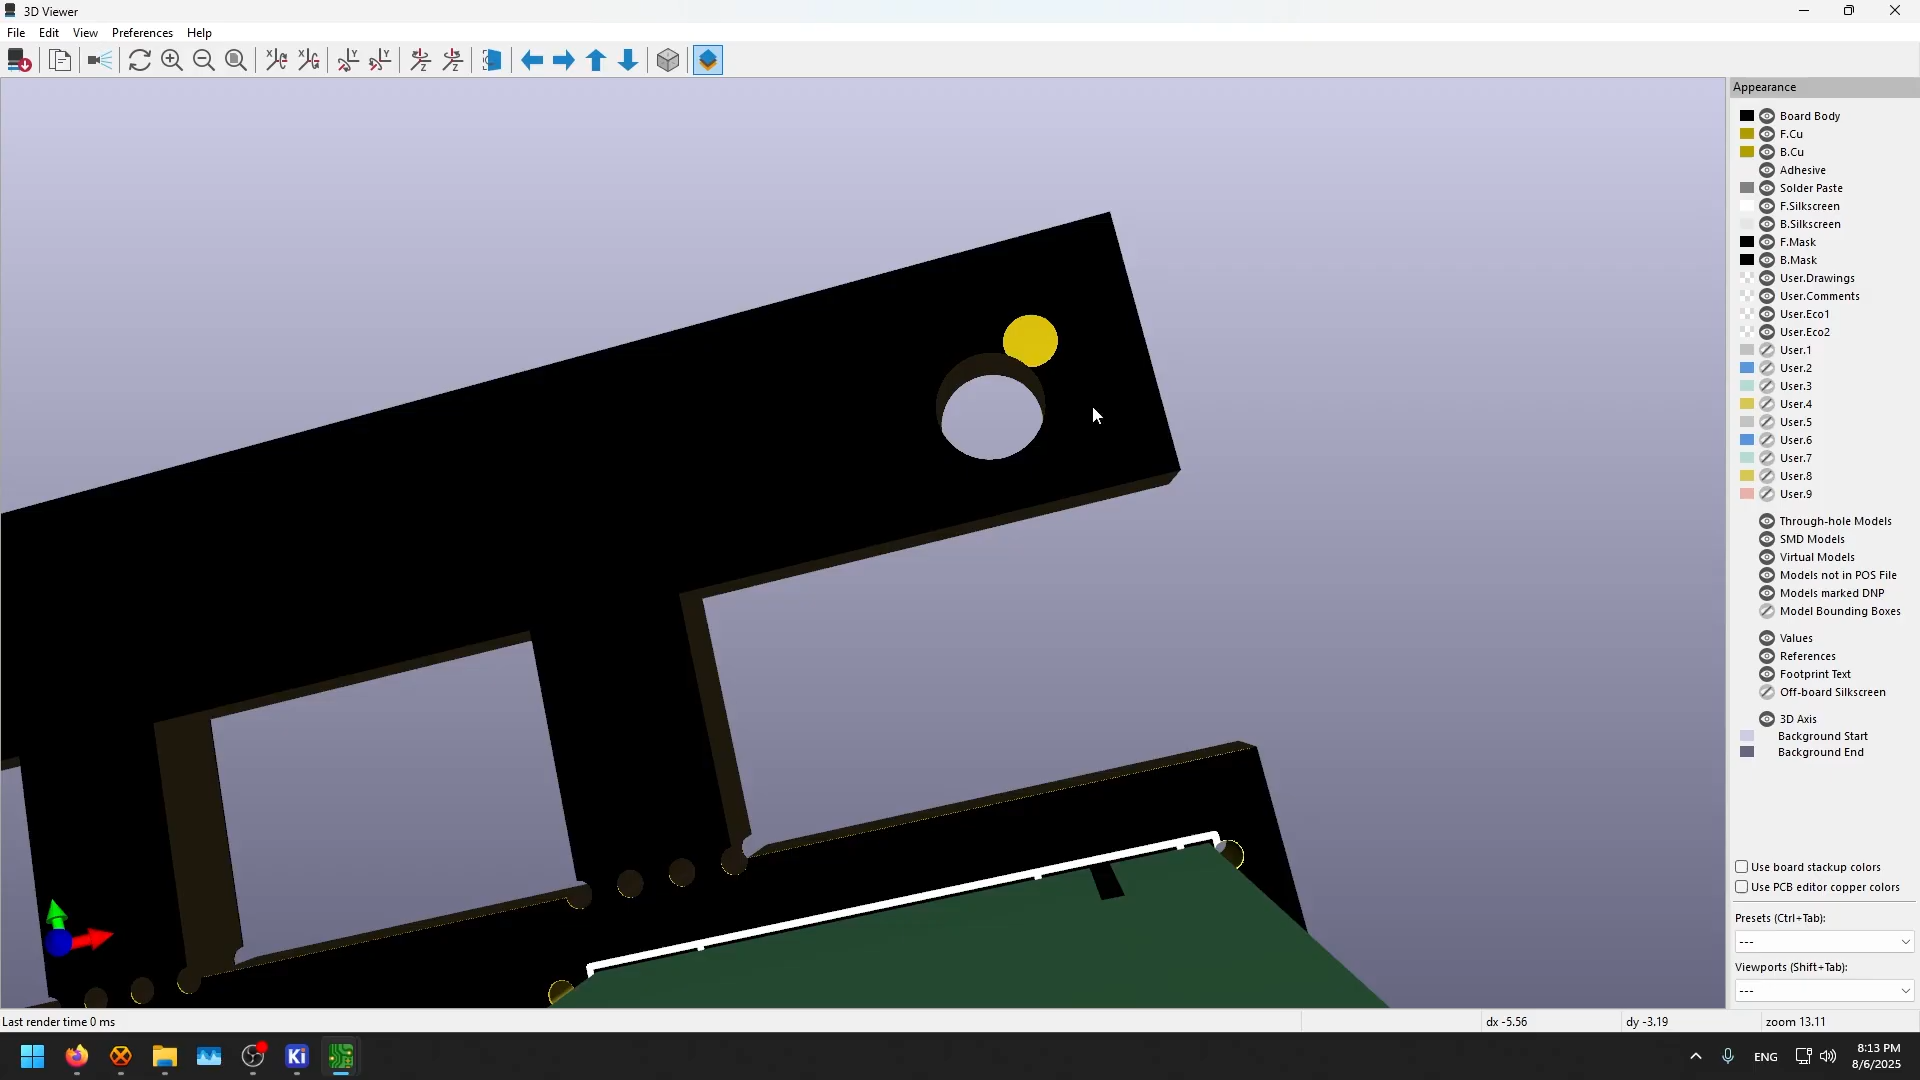 3D Viewer
File Edit View Preferences Help
Appearance
Board Body
F.Cu
B.Cu
Adhesive
Solder Paste
F.Silkscreen
B.Silkscreen
F.Mask
B.Mask
User.Drawings
User.Comments
User.Eco1
User.Eco2
User.1
User.2
User.3
User.4
User.5
User.6
User.7
User.8
User.9
Through-hole Models
SMD Models
Virtual Models
Models not in POS File
Models marked DNP
Model Bounding Boxes
Values
References
Footprint Text
Off-board Silkscreen
3D Axis
Background Start
Background End
Use board stackup colors
Use PCB editor copper colors
Presets (Ctrl+Tab):
---
Viewports (Shift+Tab):
---
Last render time 0 ms
dx -5.56
dy -3.19
zoom 13.11
Ki
ENG
8:13 PM
8/6/2025